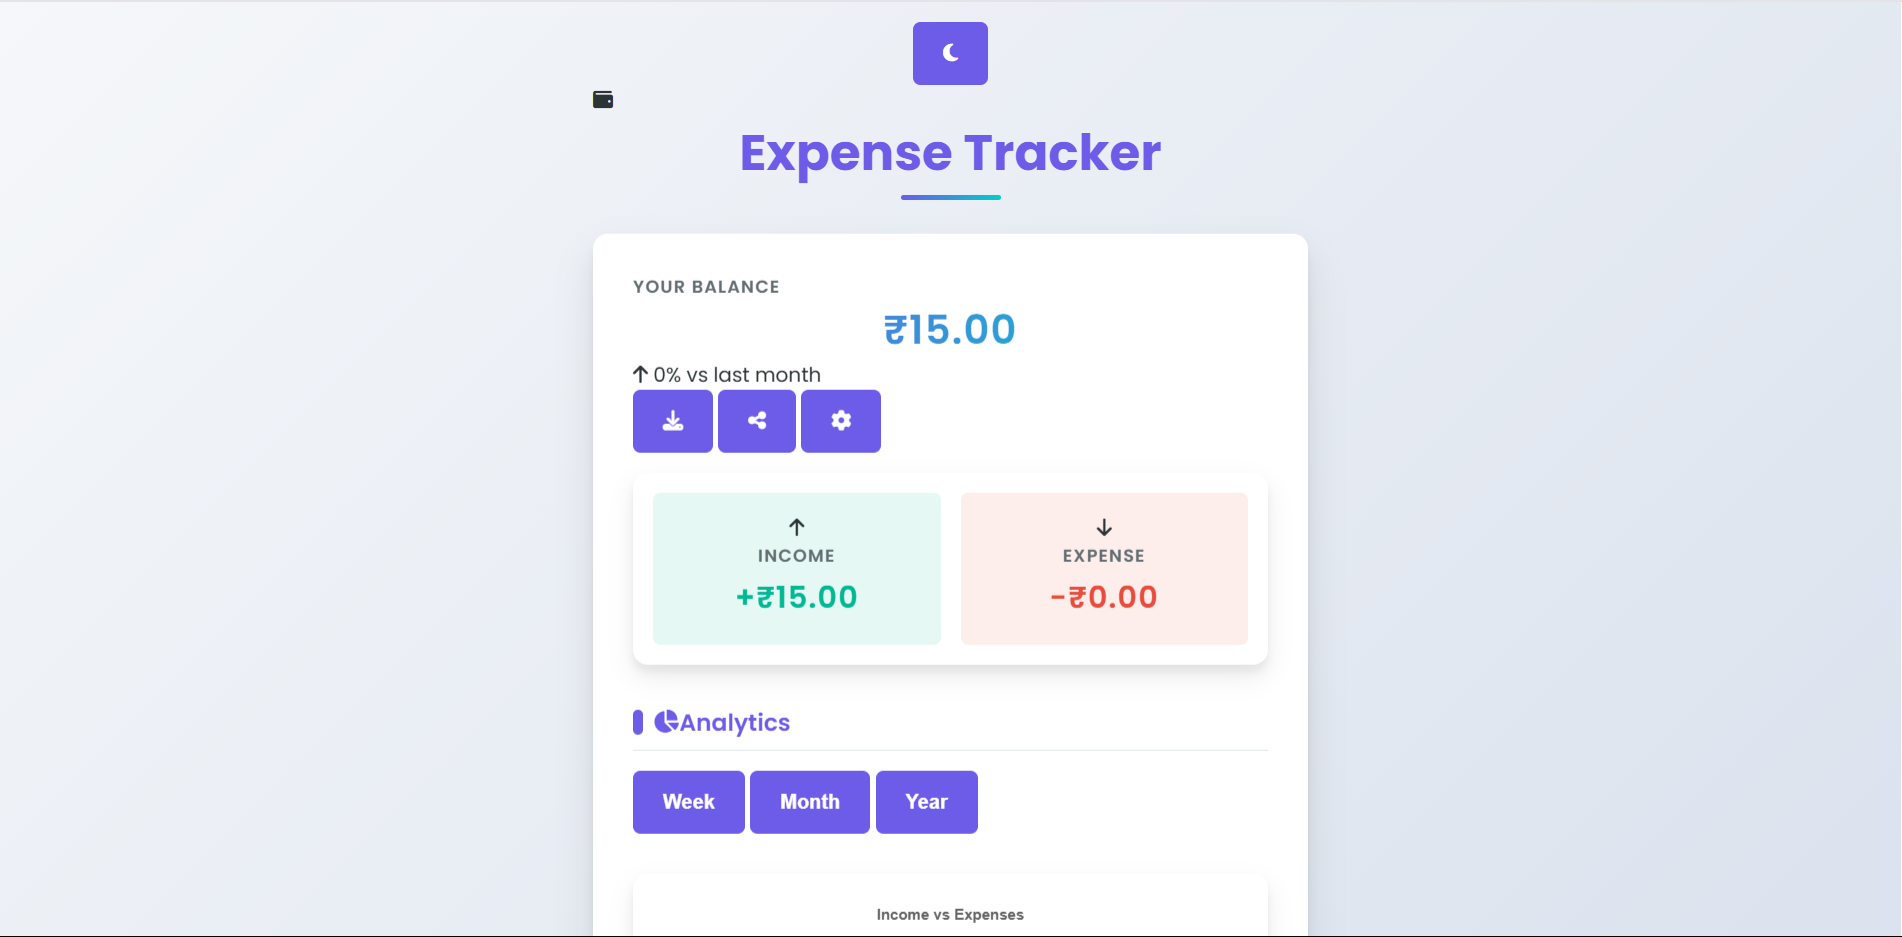 Expense Tracker
YOUR BALANCE
₹15.00
0% vs last month
INCOME
+₹15.00
EXPENSE
-₹0.00
Analytics
Week Month Year
Income vs Expenses